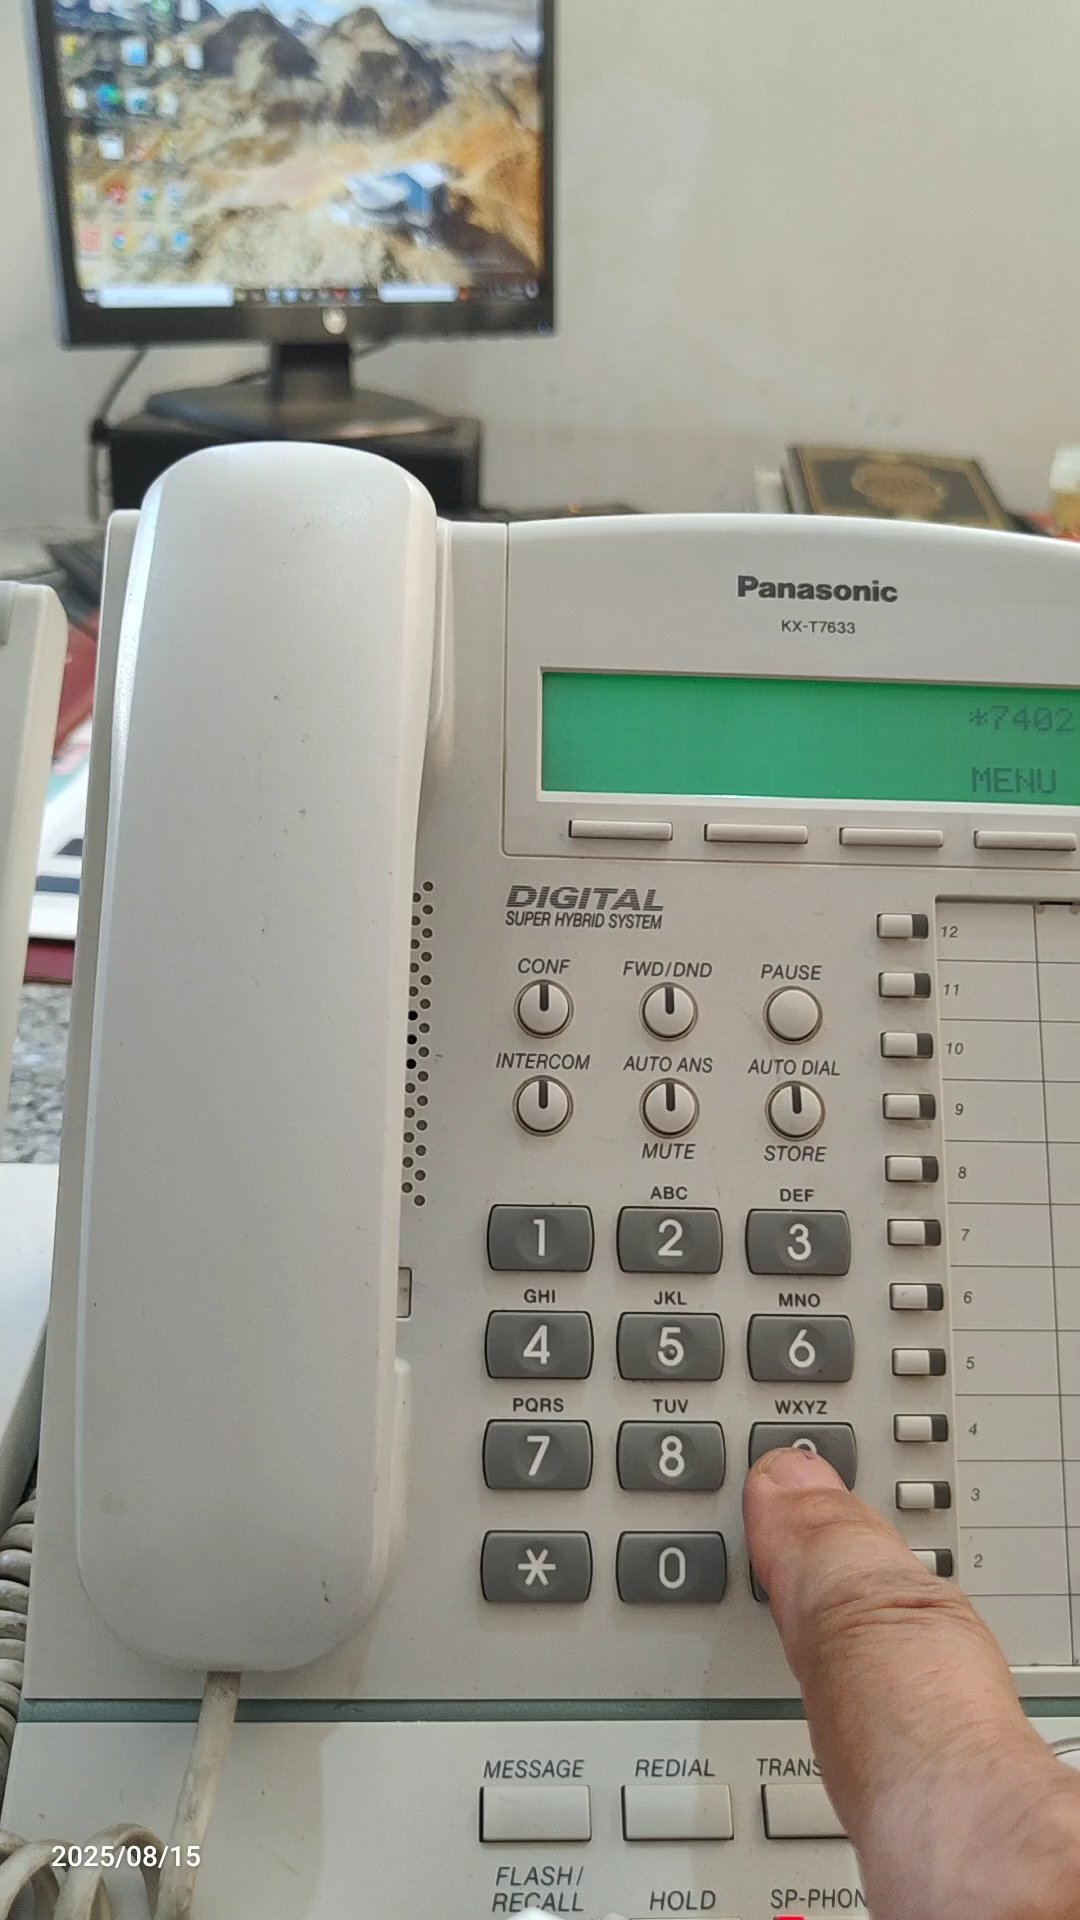 Panasonic
KX-T7633
*7402
MENU
DIGITAL
SUPER HYBRID SYSTEM
CONF FWD/DND PAUSE
INTERCOM AUTO ANS AUTO DIAL
MUTE STORE
ABC DEF
1 2 3
GHI JKL MNO
4 5 6
PQRS TUV WXYZ
7 8
* 0
12
11
10
9
8
7
6
5
4
3
2
MESSAGE REDIAL
FLASH/
RECALL HOLD
2025/08/15